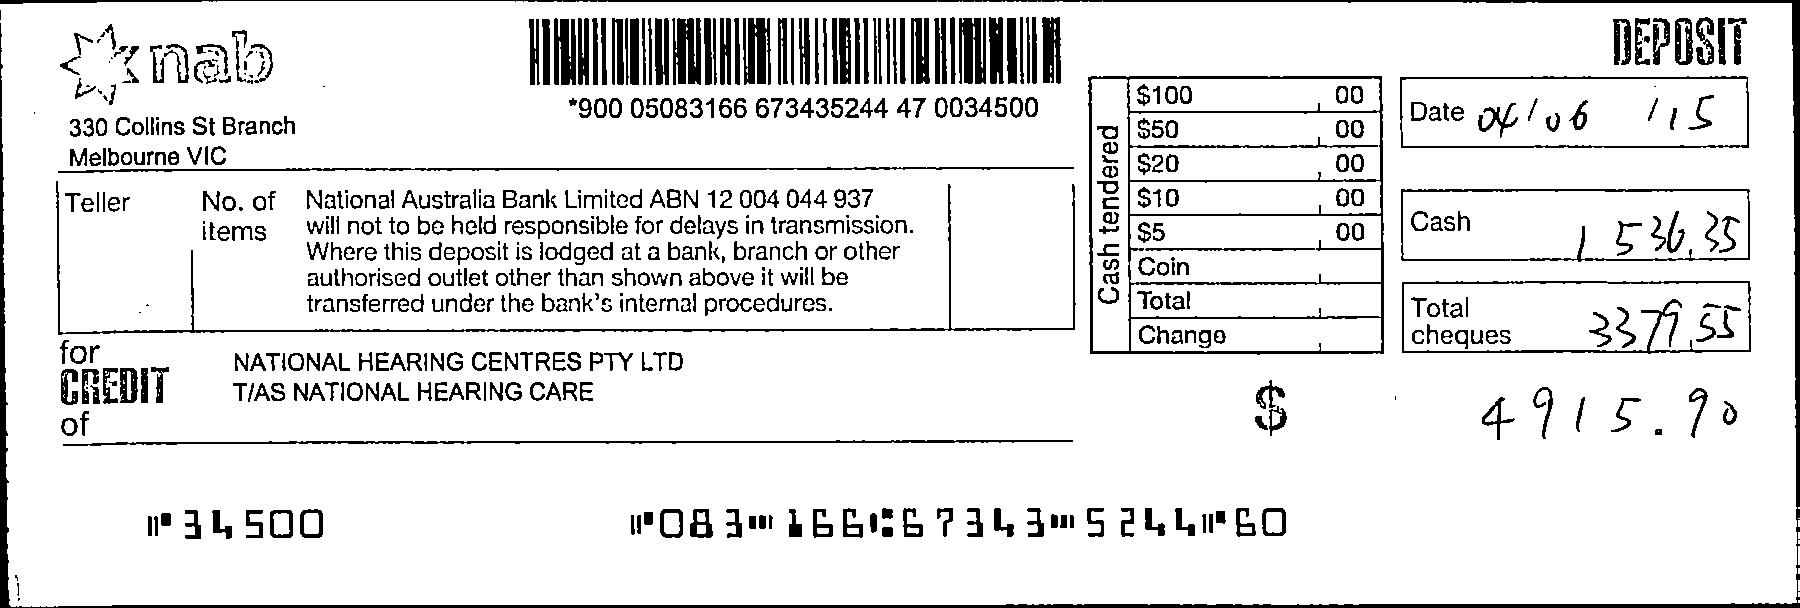 nab
*900 05083166 673435244 47 0034500
DEPOSIT
330 Collins St Branch
Melbourne VIC
Teller
No. of items
National Australia Bank Limited ABN 12 004 044 937
will not to be held responsible for delays in transmission.
Where this deposit is lodged at a bank, branch or other
authorised outlet other than shown above it will be
transferred under the bank's internal procedures.
for
CREDIT
of
NATIONAL HEARING CENTRES PTY LTD
T/AS NATIONAL HEARING CARE
Cash tendered
$100 00
$50 00
$20 00
$10 00
$5 00
Coin
Total
Change
Date 04/06 /15
Cash 1 536.35
Total cheques 3379.55
$ 4915.90
⑈34500
⑈083⑉166⑆67343⑉5244⑈60